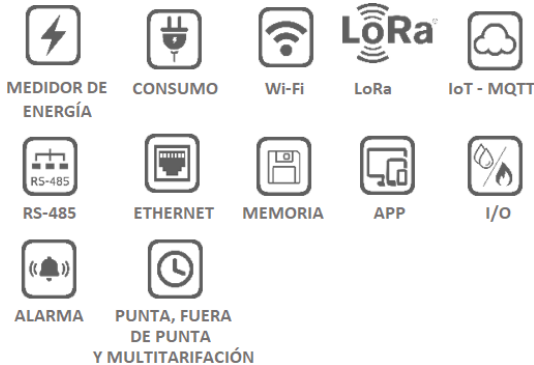 LoRa
MEDIDOR DE
ENERGÍA
CONSUMO
Wi-Fi
LoRa
IoT - MQTT
RS-485
RS-485
ETHERNET
MEMORIA
APP
I/O
ALARMA
PUNTA, FUERA
DE PUNTA
Y MULTITARIFACIÓN